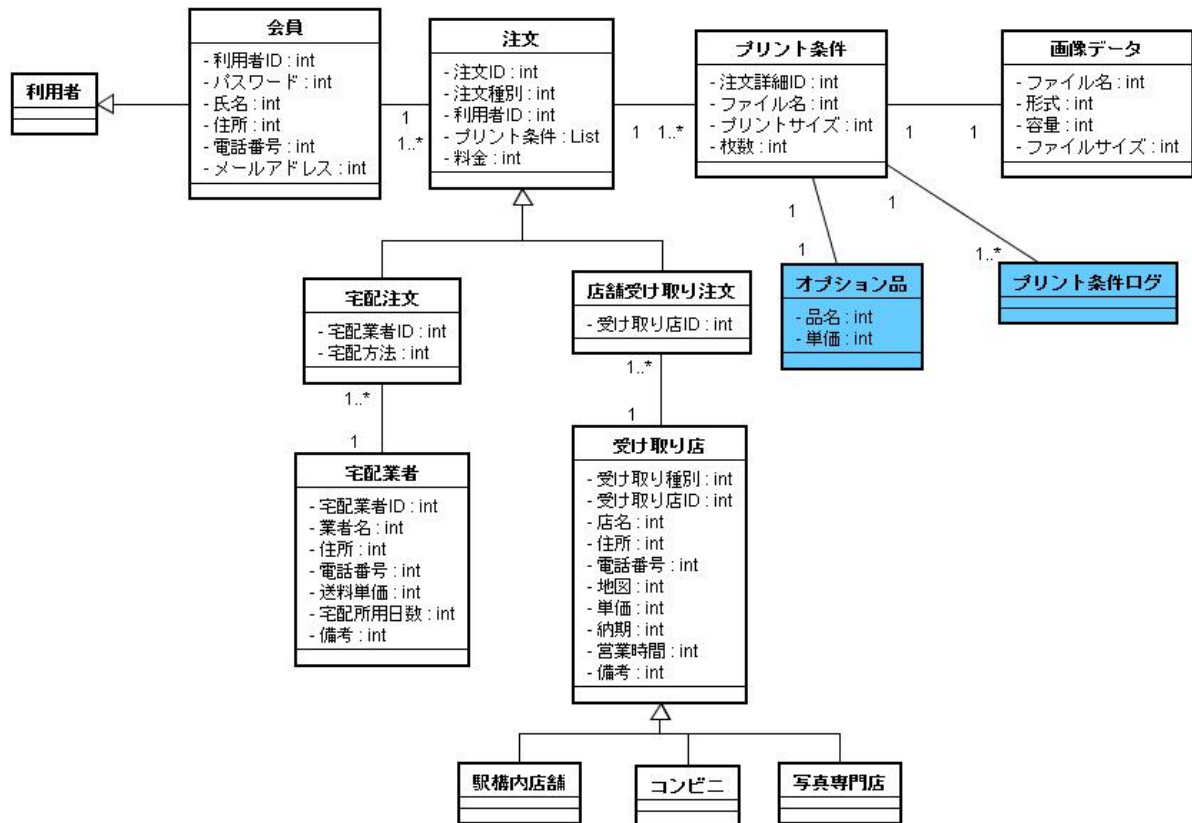 利用者
会員
- 利用者ID : int
- パスワード : int
- 氏名 : int
- 住所 : int
- 電話番号 : int
- メールアドレス : int
1
1..*
注文
- 注文ID : int
- 注文種別 : int
- 利用者ID : int
- プリント条件 : List
- 料金 : int
1
1..*
プリント条件
- 注文詳細ID : int
- ファイル名 : int
- プリントサイズ : int
- 枚数 : int
1
1
画像データ
- ファイル名 : int
- 形式 : int
- 容量 : int
- ファイルサイズ : int
1
1
1
1..*
宅配注文
- 宅配業者ID : int
- 宅配方法 : int
店舗受け取り注文
- 受け取り店ID : int
オプション品
- 品名 : int
- 単価 : int
プリント条件ログ
1..*
1
1..*
1
宅配業者
- 宅配業者ID : int
- 業者名 : int
- 住所 : int
- 電話番号 : int
- 送料単価 : int
- 宅配所用日数 : int
- 備考 : int
受け取り店
- 受け取り種別 : int
- 受け取り店ID : int
- 店名 : int
- 住所 : int
- 電話番号 : int
- 地図 : int
- 単価 : int
- 納期 : int
- 営業時間 : int
- 備考 : int
駅構内店舗
コンビニ
写真専門店